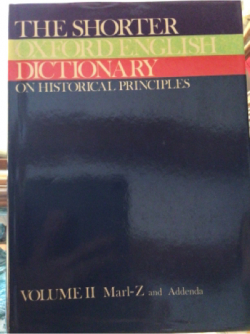 THE SHORTER
OXFORD ENGLISH
DICTIONARY
ON HISTORICAL PRINCIPLES
VOLUME II Marl-Z and Addenda